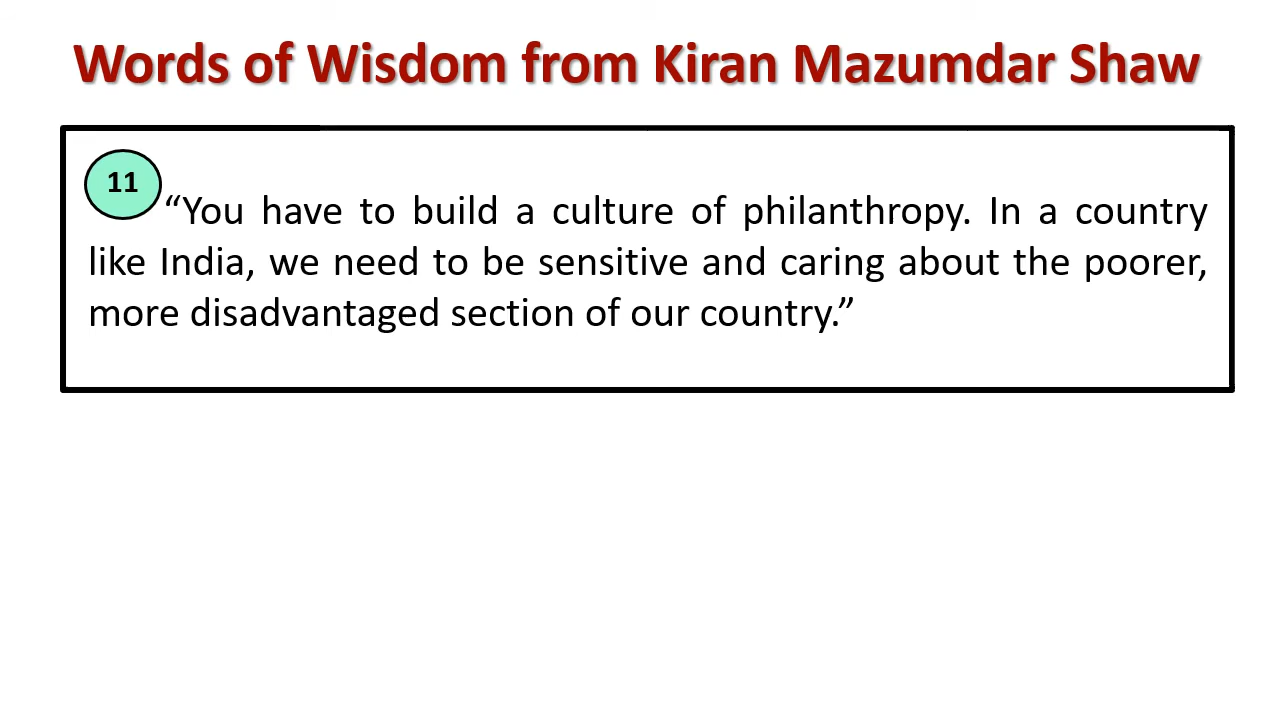 Words of Wisdom from Kiran Mazumdar Shaw
11
“You have to build a culture of philanthropy. In a country
like India, we need to be sensitive and caring about the poorer,
more disadvantaged section of our country.”